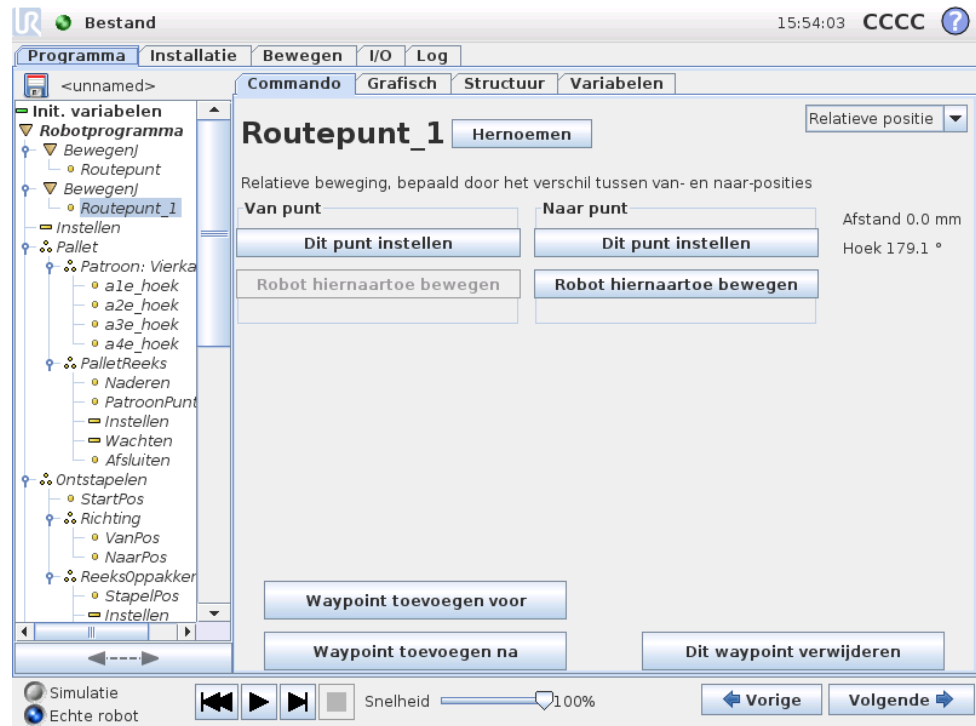 UR Bestand 15:54:03 CCCC ?
Programma Installatie Bewegen I/O Log
<unnamed>
Commando Grafisch Structuur Variabelen
Init. variabelen
Robotprogramma
BewegenJ
Routepunt
BewegenJ
Routepunt_1
Instellen
Pallet
Patroon: Vierka
a1e_hoek
a2e_hoek
a3e_hoek
a4e_hoek
PalletReeks
Naderen
PatroonPunt
Instellen
Wachten
Afsluiten
Ontstapelen
StartPos
Richting
VanPos
NaarPos
ReeksOppakker
StapelPos
Instellen
Routepunt_1 Hernoemen
Relatieve positie
Relatieve beweging, bepaald door het verschil tussen van- en naar-posities
Van punt
Dit punt instellen
Robot hiernaartoe bewegen
Naar punt
Dit punt instellen
Robot hiernaartoe bewegen
Afstand 0.0 mm
Hoek 179.1 °
Waypoint toevoegen voor
Waypoint toevoegen na
Dit waypoint verwijderen
Simulatie
Echte robot
Snelheid 100%
Vorige
Volgende